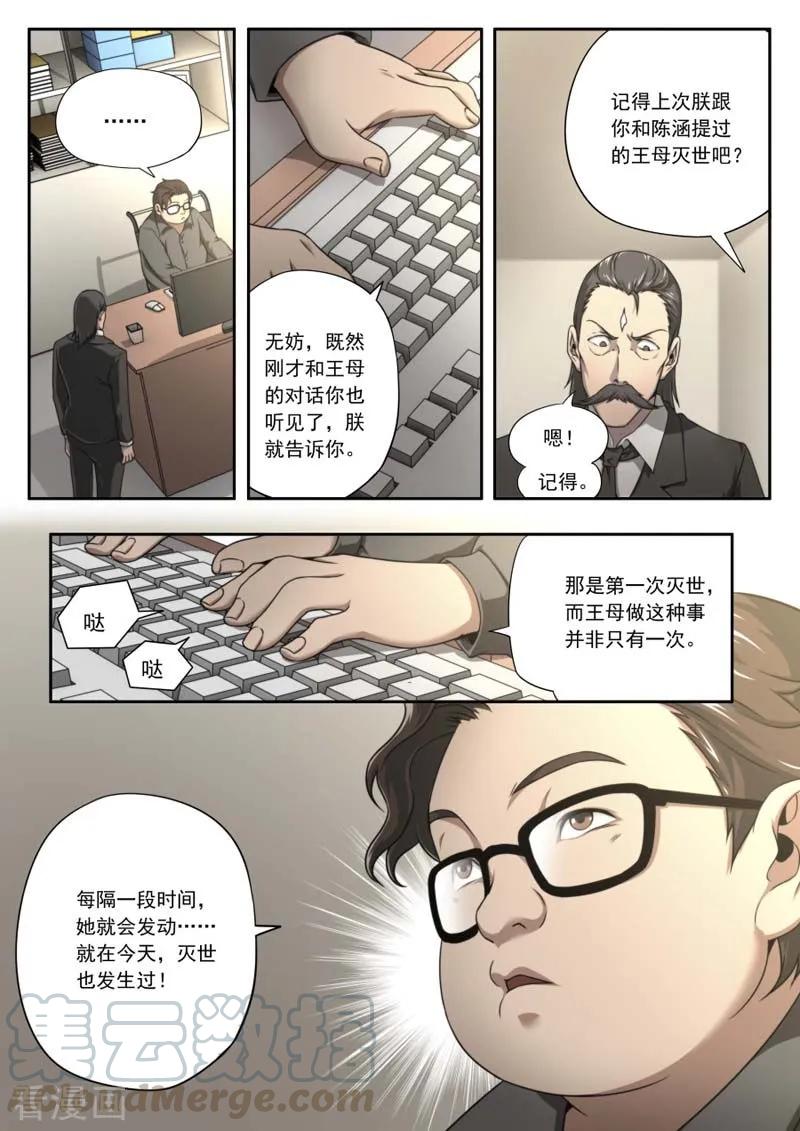 ……
无妨，既然
刚才和王母
的对话你也
听见了，朕
就告诉你。
记得上次朕跟
你和陈涵提过
的王母灭世吧？
嗯！
记得。
哒
哒
那是第一次灭世，
而王母做这种事
并非只有一次。
每隔一段时间，
她就会发动……
就在今天，灭世
也发生过！
集云数据
AcloudMerge.com
看漫画